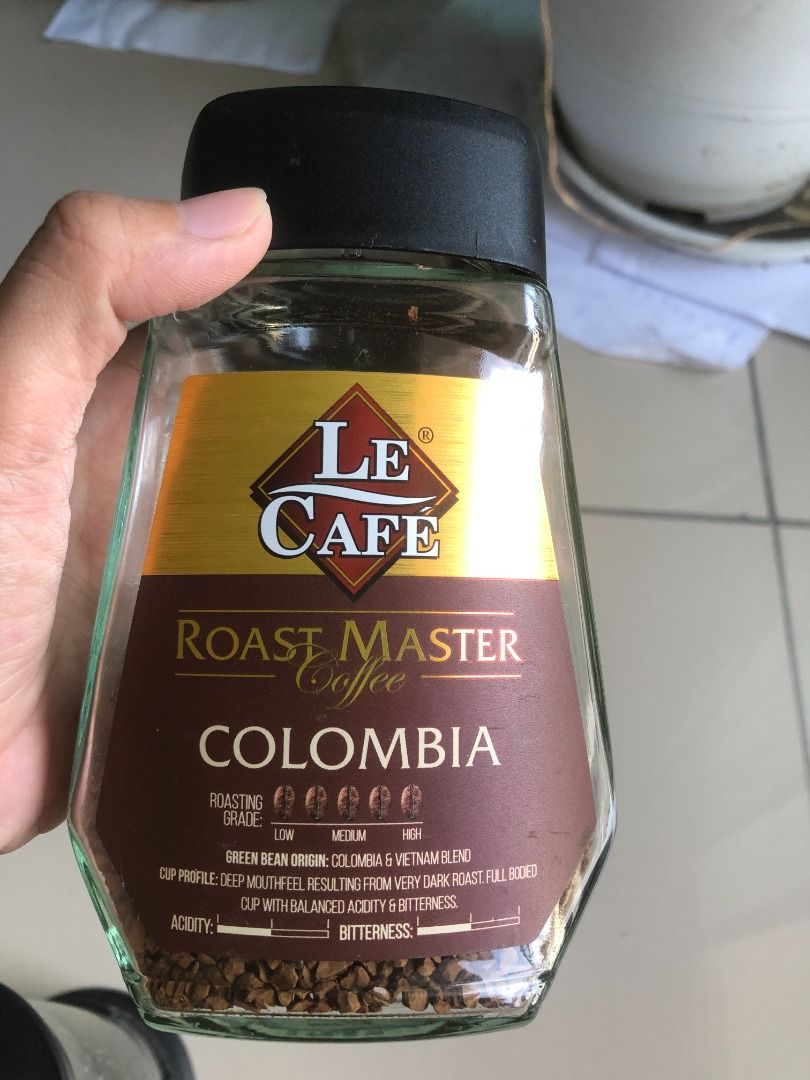 LE
CAFÉ®
ROAST MASTER
Coffee
COLOMBIA
ROASTING
GRADE:
LOW MEDIUM HIGH
GREEN BEAN ORIGIN: COLOMBIA & VIETNAM BLEND
CUP PROFILE: DEEP MOUTHFEEL RESULTING FROM VERY DARK ROAST. FULL BODIED
CUP WITH BALANCED ACIDITY & BITTERNESS.
ACIDITY: BITTERNESS: